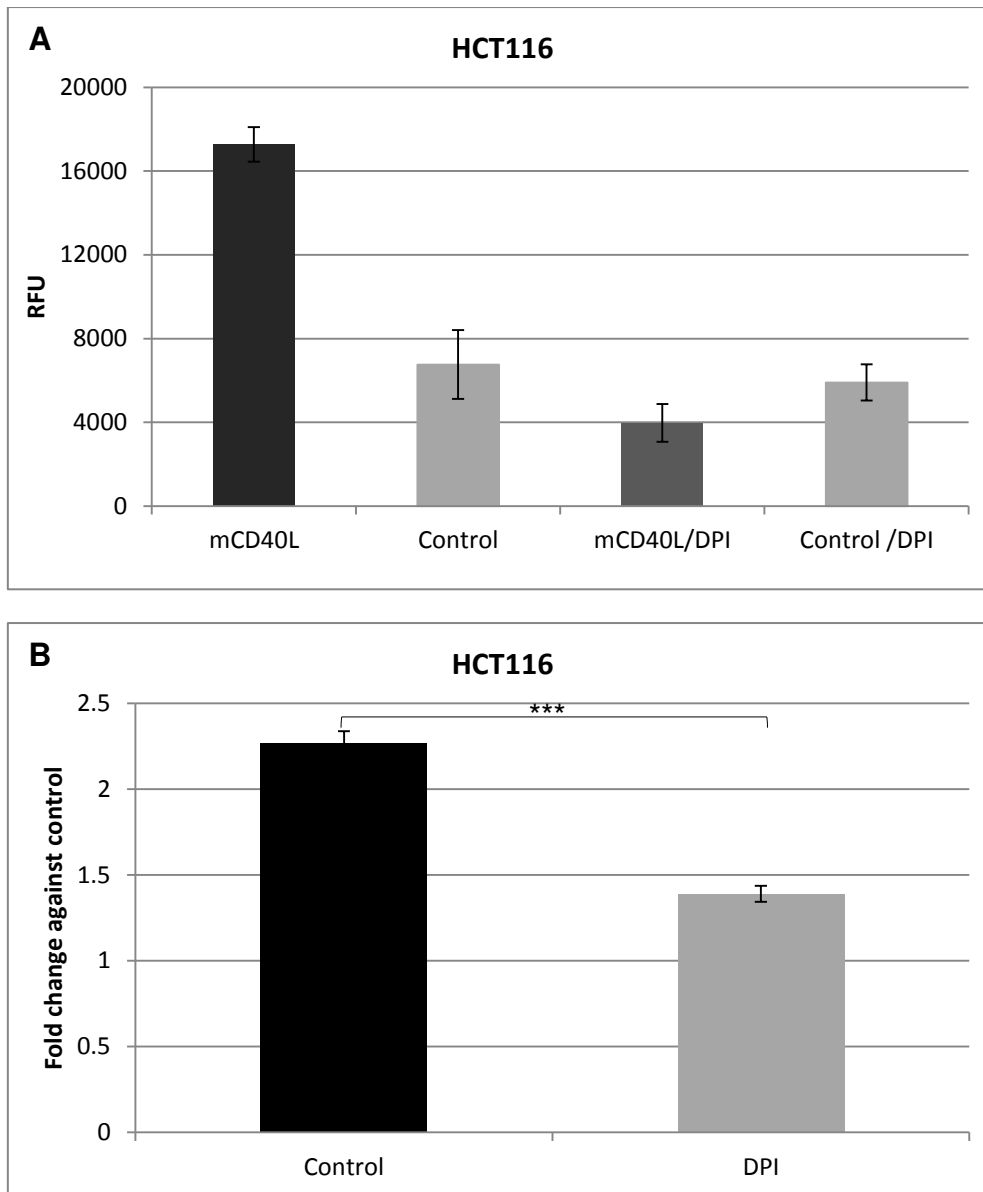 A
HCT116
20000
16000
12000
8000
4000
0
RFU
mCD40L Control mCD40L/DPI Control /DPI
B
HCT116
2.5
2
1.5
1
0.5
0
Fold change against control
***
Control DPI